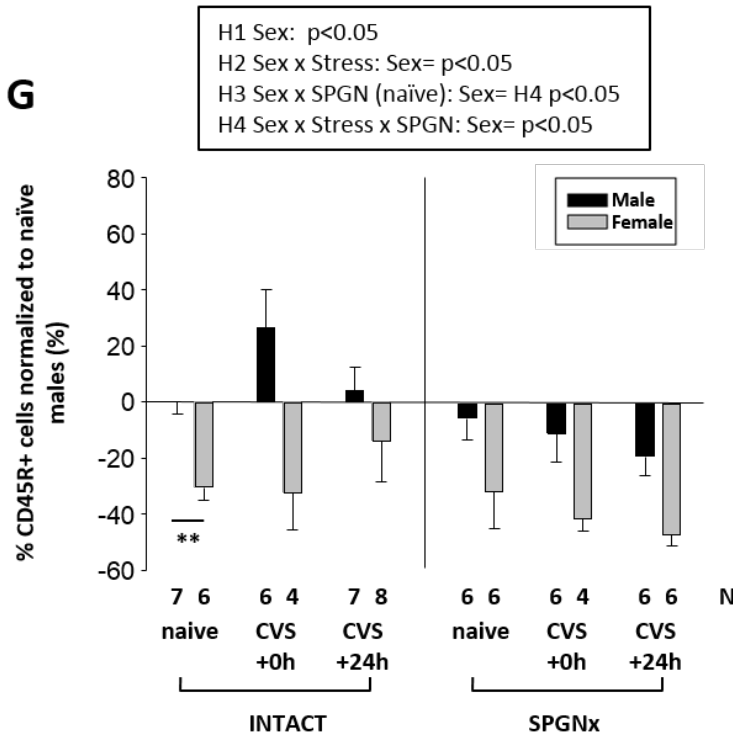 H1 Sex: p<0.05
H2 Sex x Stress: Sex= p<0.05
H3 Sex x SPGN (naïve): Sex= H4 p<0.05
H4 Sex x Stress x SPGN: Sex= p<0.05
G
Male
Female
% CD45R+ cells normalized to naïve
males (%)
80
60
40
20
0
-20
-40
-60
**
7 6 6 4 7 8 6 6 6 4 6 6 N
naive CVS CVS naive CVS CVS
+0h +24h +0h +24h
INTACT SPGNx